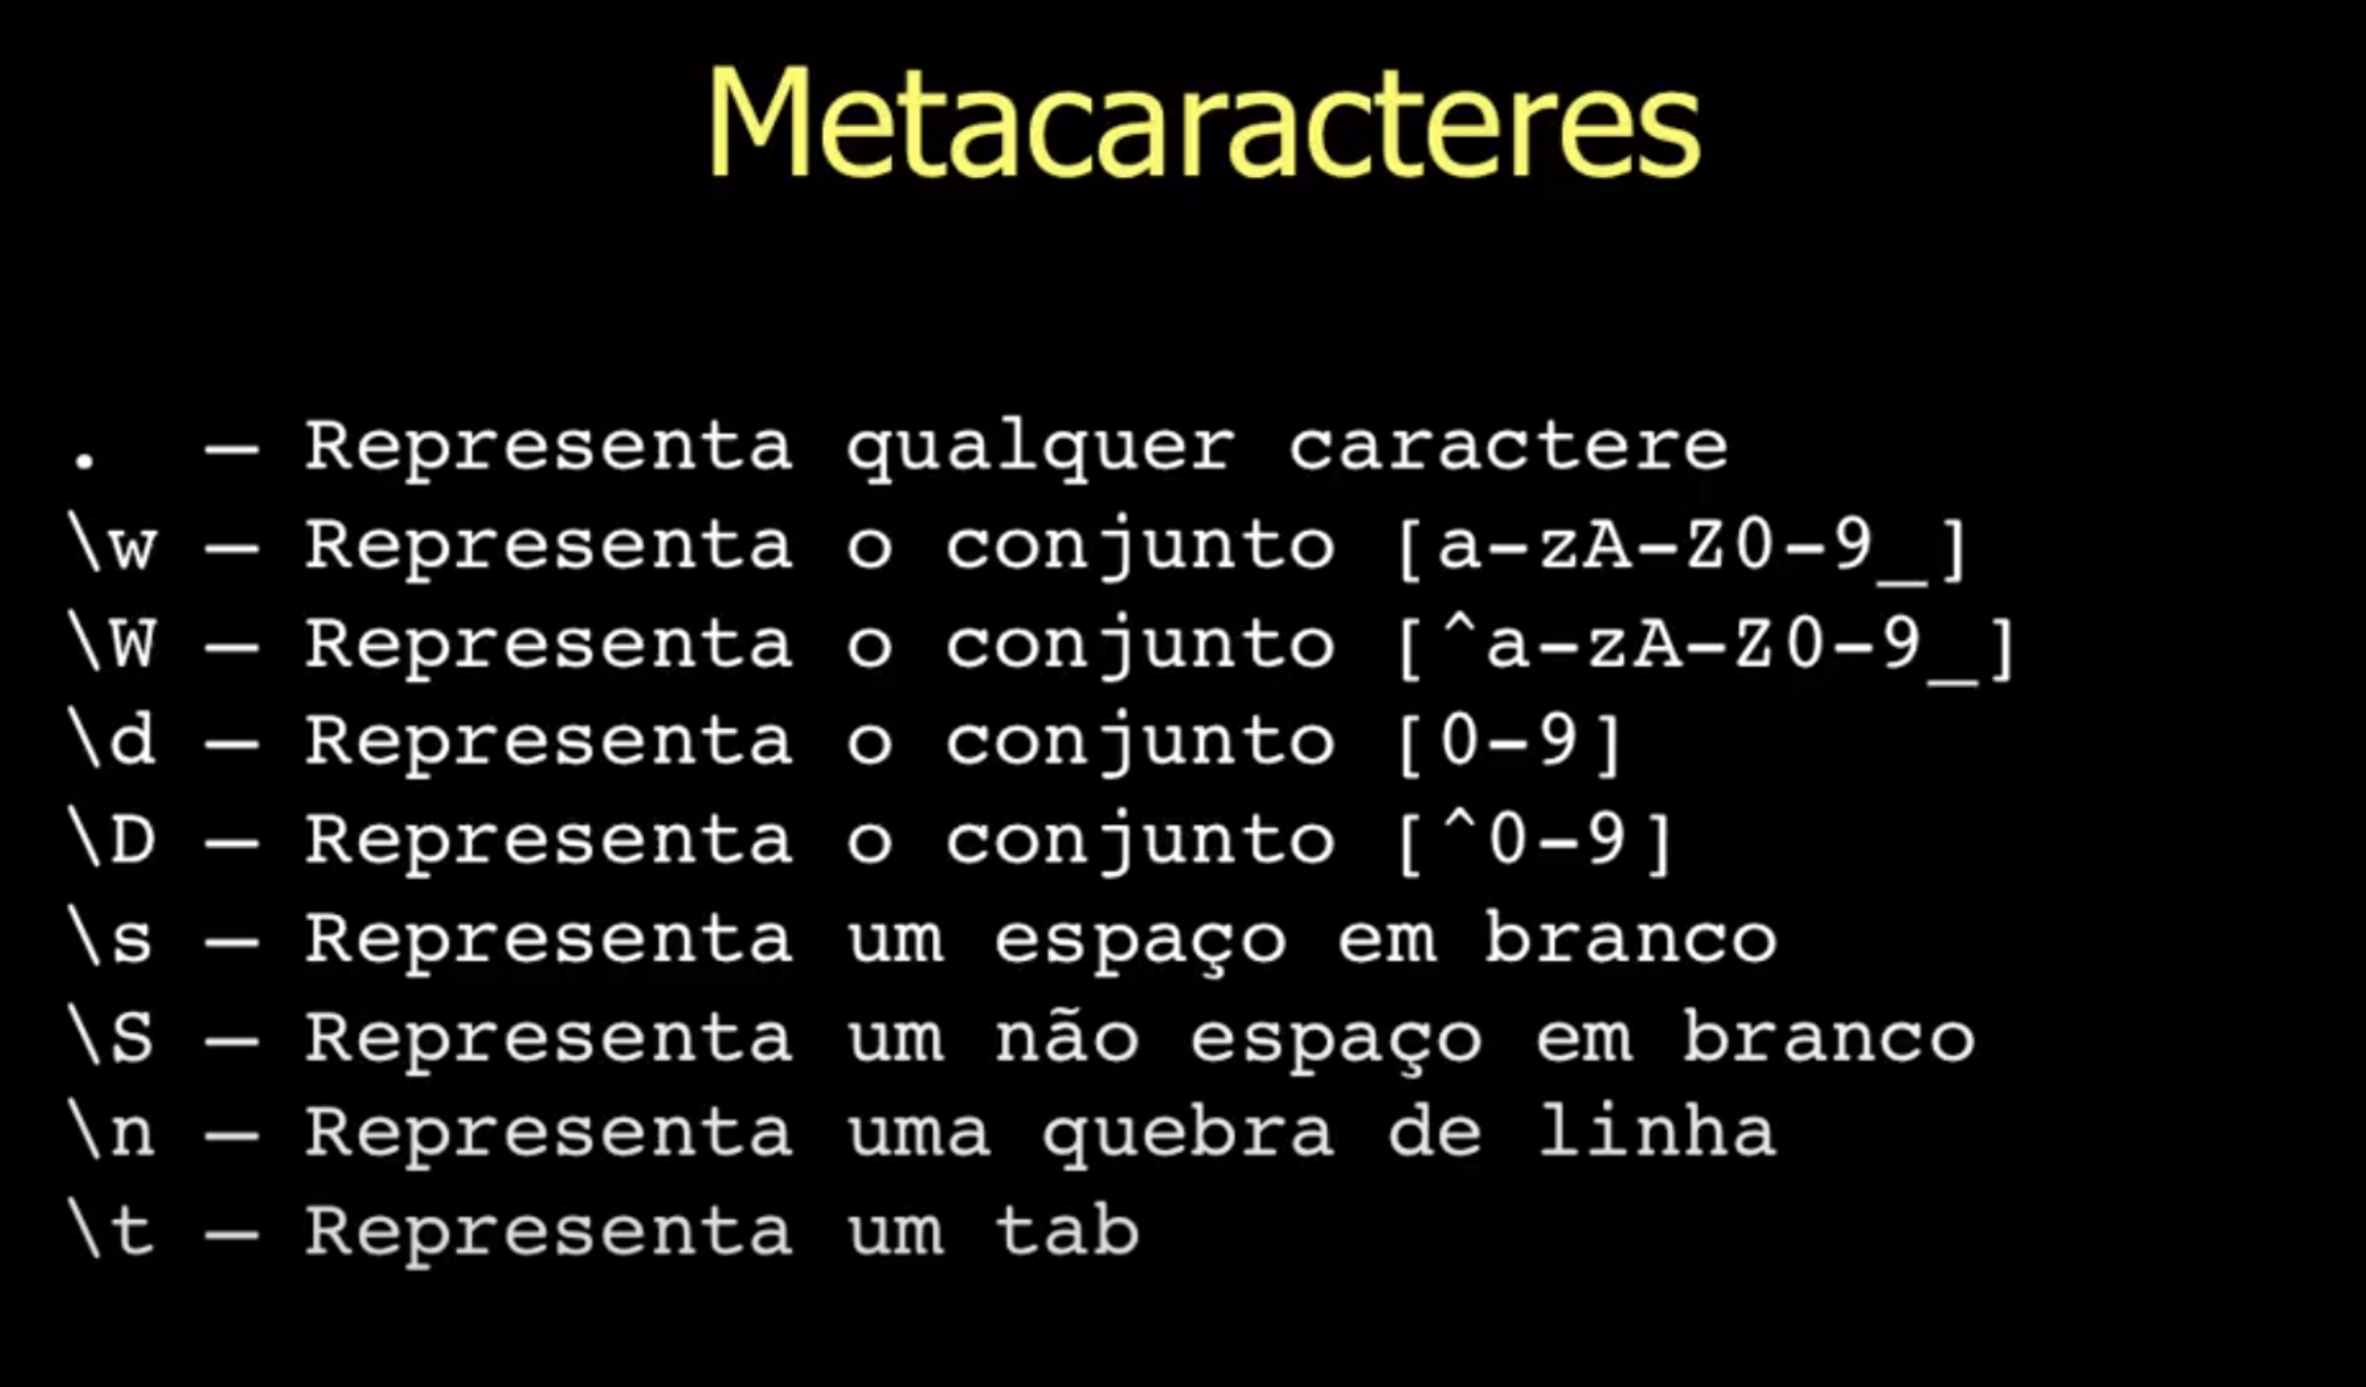 Metacaracteres
. – Representa qualquer caractere
\w – Representa o conjunto [a-zA-Z0-9_]
\W – Representa o conjunto [^a-zA-Z0-9_]
\d – Representa o conjunto [0-9]
\D – Representa o conjunto [^0-9]
\s – Representa um espaço em branco
\S – Representa um não espaço em branco
\n – Representa uma quebra de linha
\t – Representa um tab